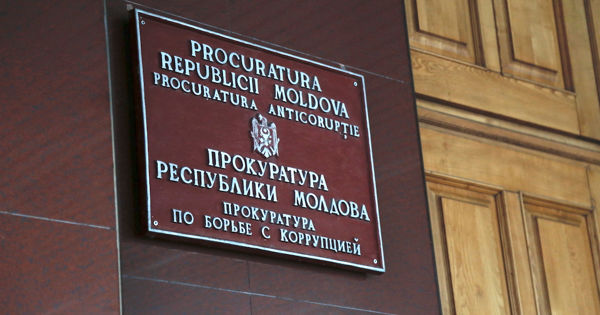 PROCURATURA
REPUBLICII MOLDOVA
PROCURATURA ANTICORUPȚIE
ПРОКУРАТУРА
РЕСПУБЛИКИ МОЛДОВА
ПРОКУРАТУРА
ПО БОРЬБЕ С КОРРУПЦИЕЙ